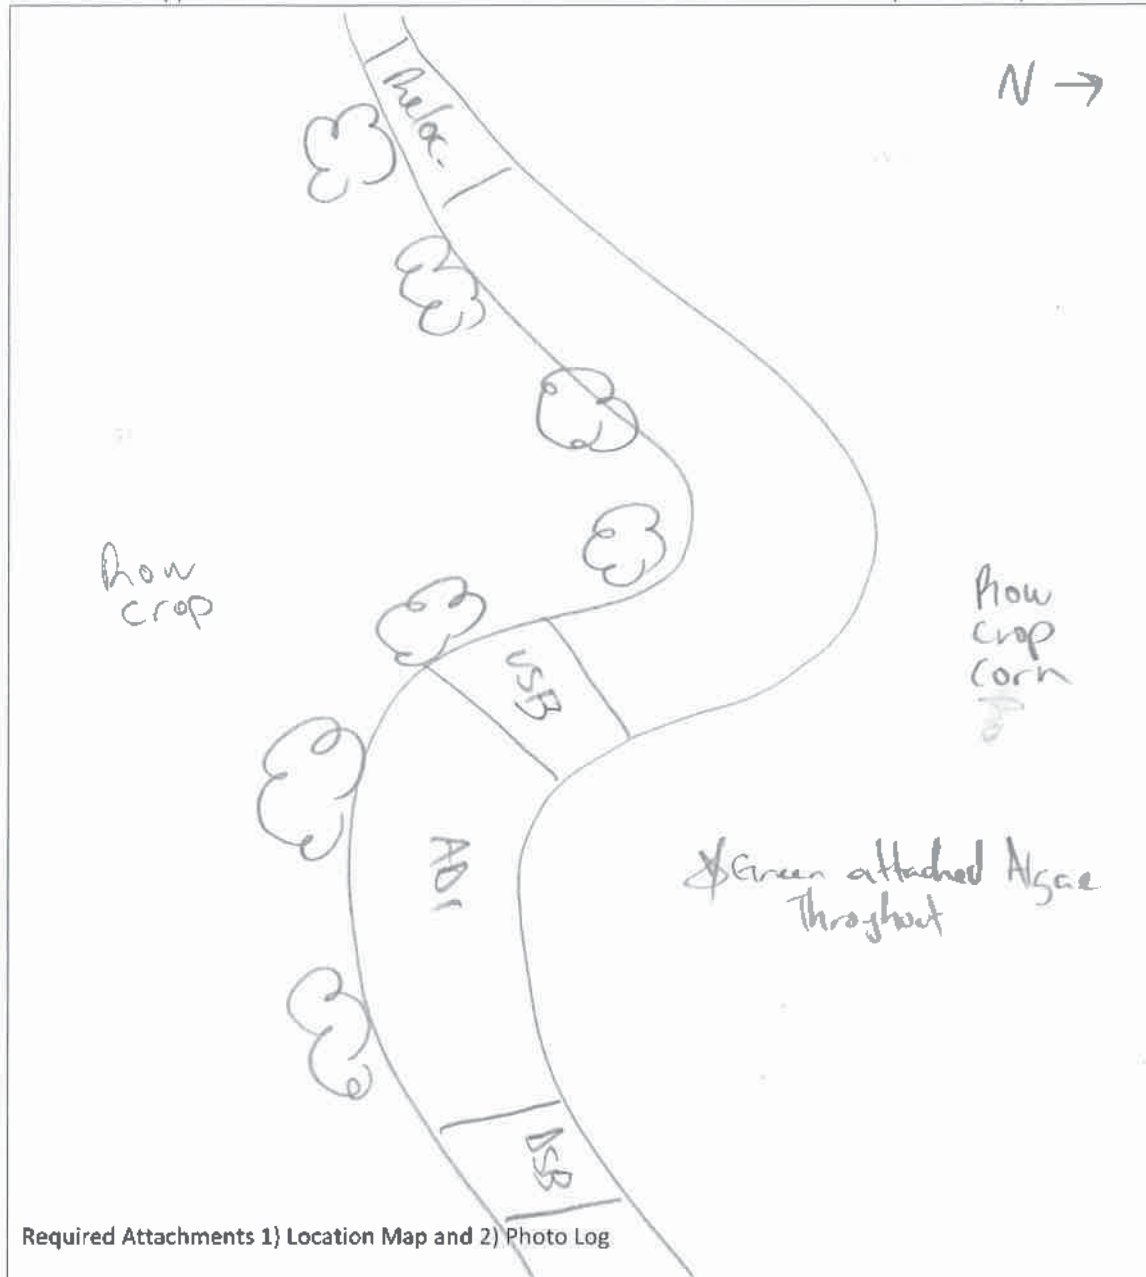 N →
Reloc.
Row
crop
USB
Row
Crop
Corn
ADI
* Green attached Algae
Throghout
DSB
Required Attachments 1) Location Map and 2) Photo Log